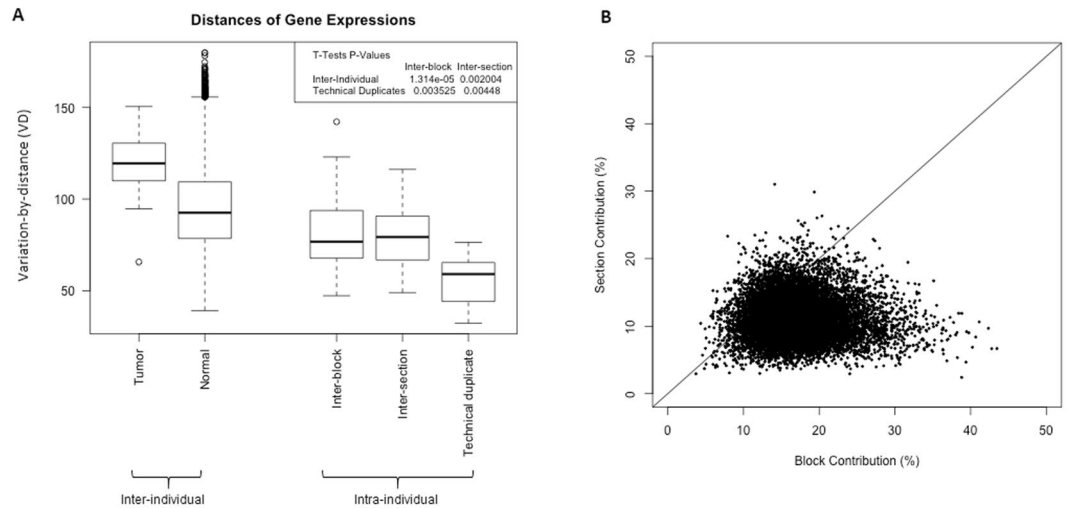 A
Distances of Gene Expressions
T-Tests P-Values
Inter-block Inter-section
Inter-Individual 1.314e-05 0.002004
Technical Duplicates 0.003525 0.00448
Variation-by-distance (VD)
150
100
50
Tumor
Normal
Inter-block
Inter-section
Technical duplicate
Inter-individual
Intra-individual
B
Section Contribution (%)
50
40
30
20
10
0
0 10 20 30 40 50
Block Contribution (%)